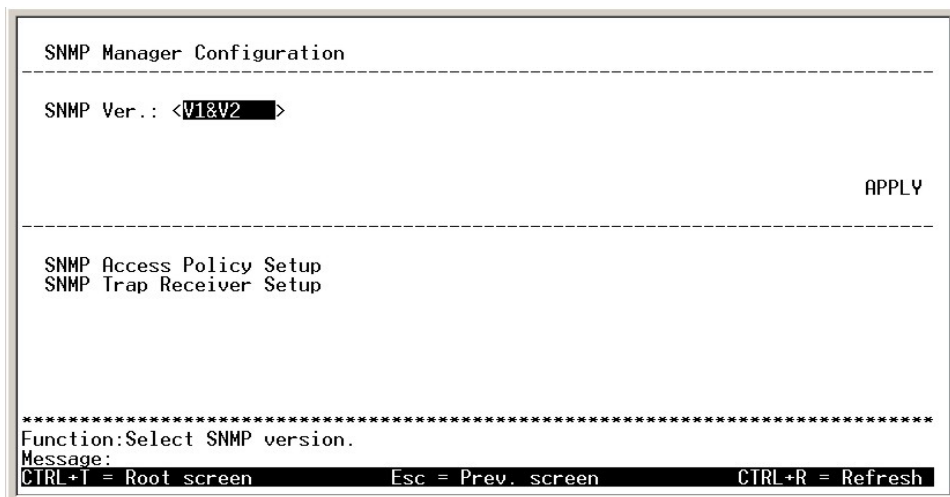 SNMP Manager Configuration
SNMP Ver.: <V1&V2   >
APPLY
SNMP Access Policy Setup
SNMP Trap Receiver Setup
*******************************************************************************
Function:Select SNMP version.
Message:
CTRL+T = Root screen            Esc = Prev. screen            CTRL+R = Refresh